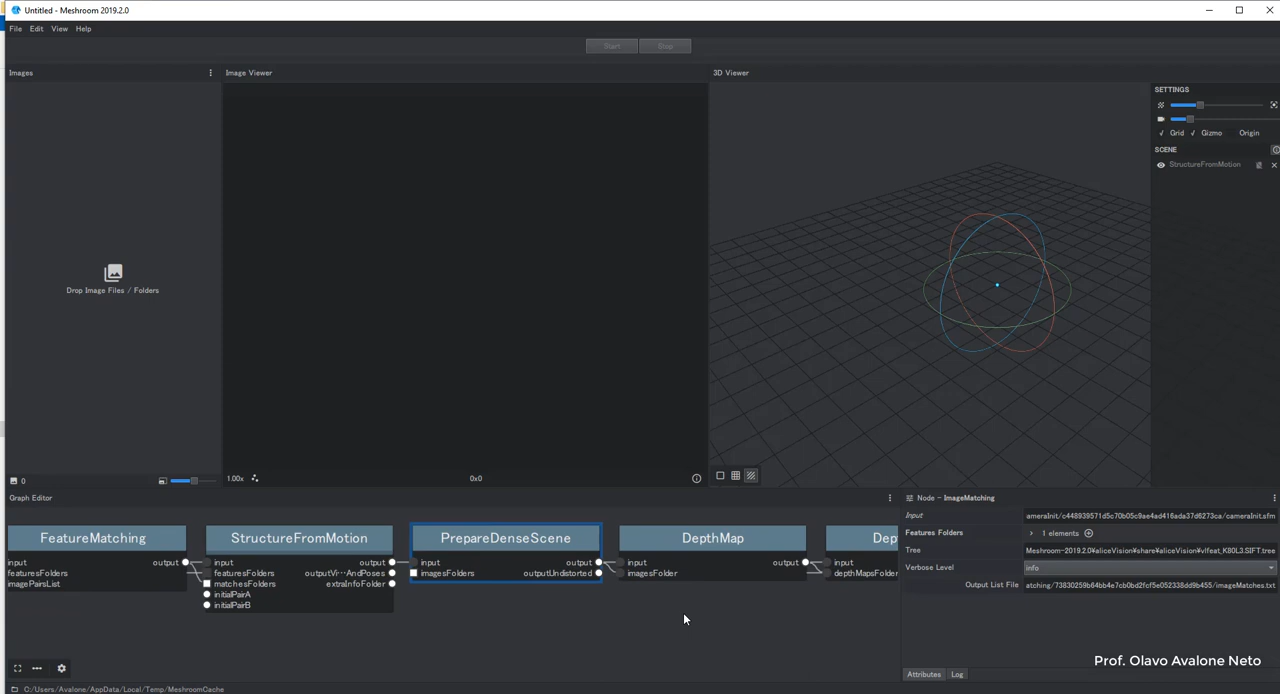 Untitled - Meshroom 2019.2.0
File Edit View Help
Start Stop
Images
Image Viewer
3D Viewer
SETTINGS
Grid Gizmo Origin
SCENE
StructureFromMotion
Drop Image Files / Folders
0
1.00x
0x0
Graph Editor
FeatureMatching
input output
featuresFolders
imagePairsList
StructureFromMotion
input output
featuresFolders outputVi···AndPoses
matchesFolders extraInfoFolder
initialPairA
initialPairB
PrepareDenseScene
input output
imagesFolders outputUndistorted
DepthMap
input output
imagesFolder
Dep
input
depthMapsFolder
Node - ImageMatching
Input ameraInit/c448939571d5c70b05c9ae4ad416ada37d6273ca/cameraInit.sfm
Features Folders 1 elements
Tree Meshroom-2019.2.0¥aliceVision¥share¥aliceVision¥vlfeat_K80L3.SIFT.tree
Verbose Level info
Output List File atching/73830259b64bb4e7cb0bd2fcf5e052338dd9b455/imageMatches.txt
Prof. Olavo Avalone Neto
Attributes Log
C:/Users/Avalone/AppData/Local/Temp/MeshroomCache